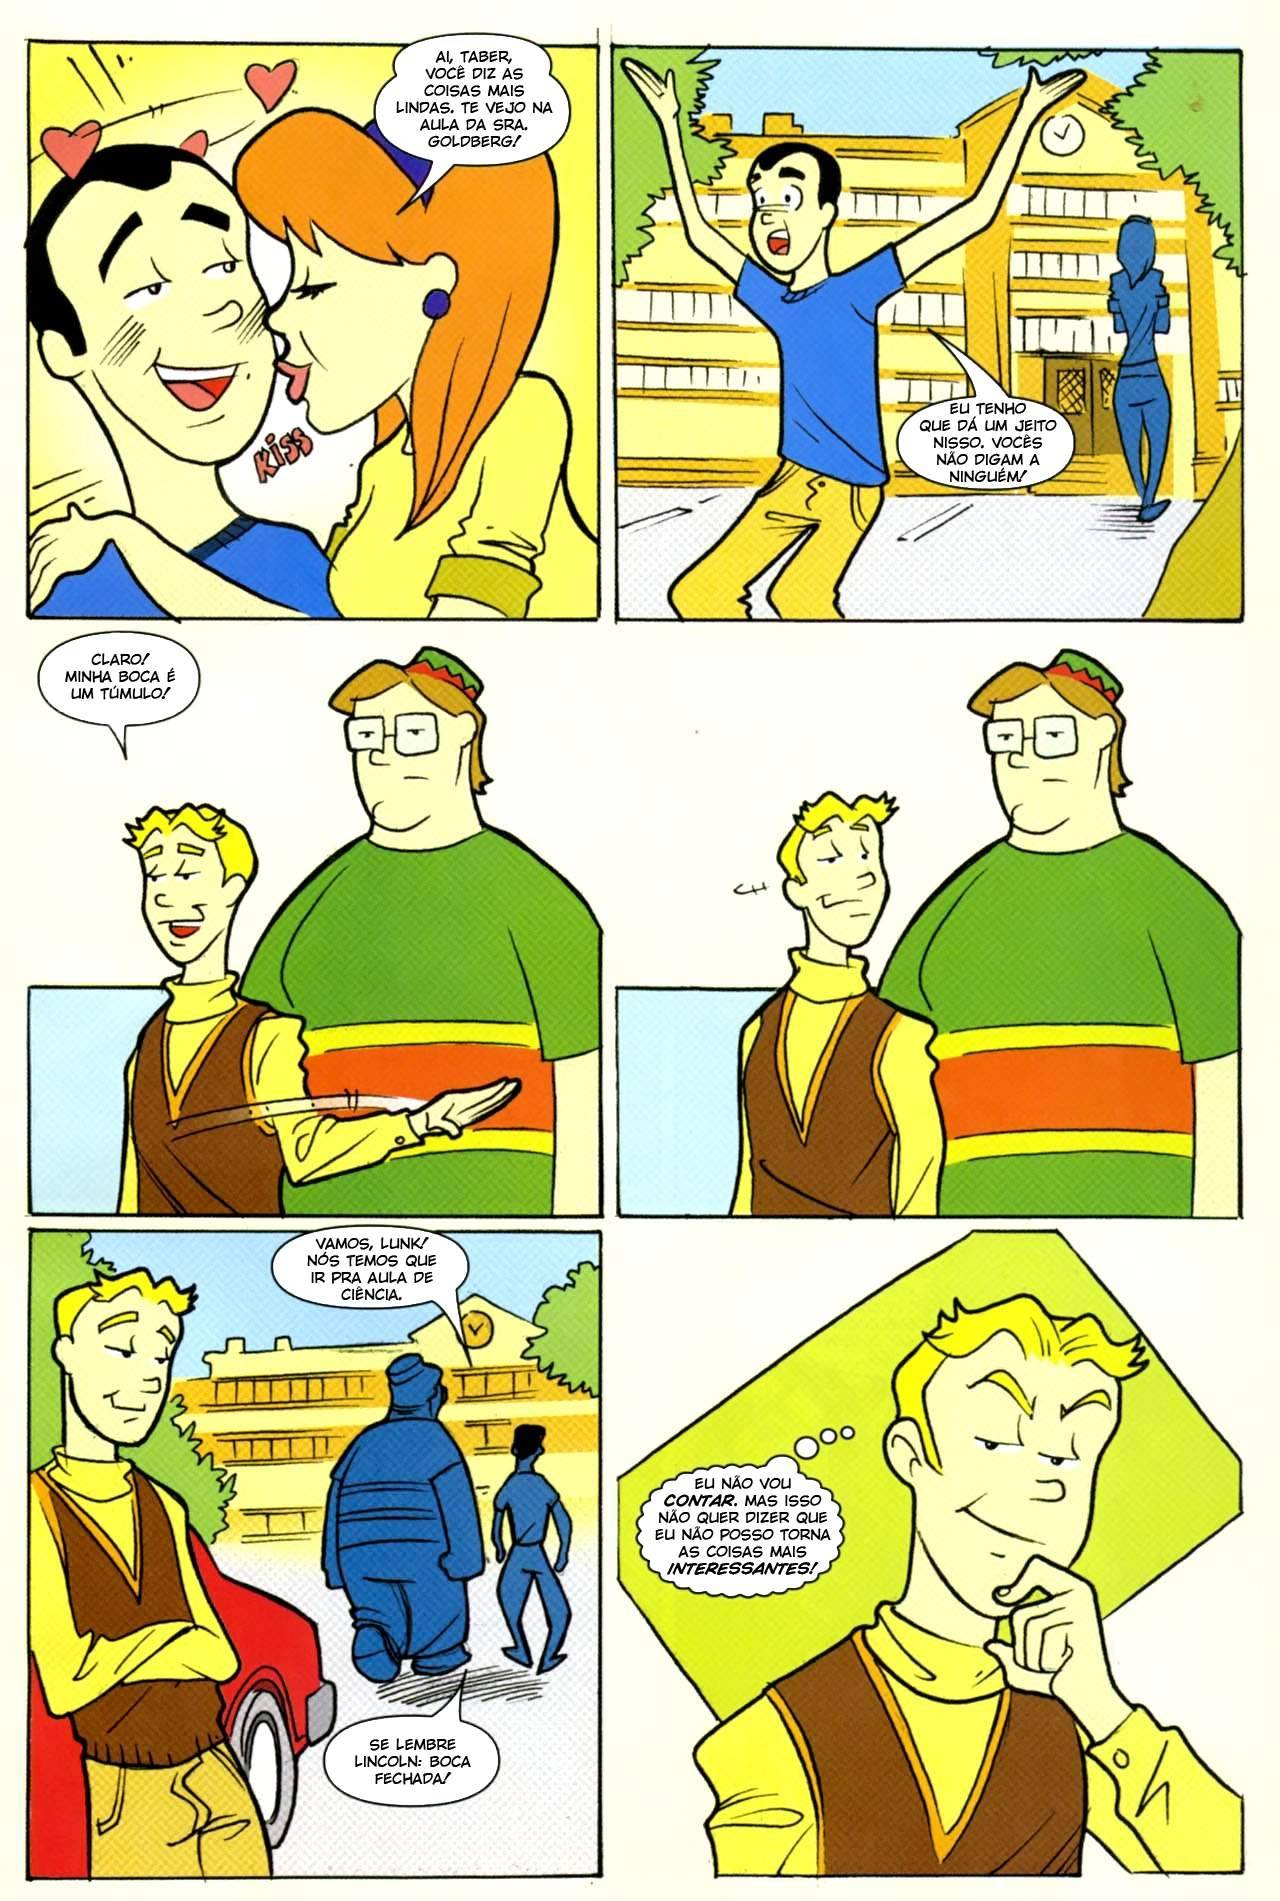 AI, TABER,
VOCÊ DIZ AS
COISAS MAIS
LINDAS. TE VEJO NA
AULA DA SRA.
GOLDBERG!
KISS
EU TENHO
QUE DÁ UM JEITO
NISSO. VOCÊS
NÃO DIGAM A
NINGUÉM!
CLARO!
MINHA BOCA É
UM TÚMULO!
VAMOS, LUNK!
NÓS TEMOS QUE
IR PRA AULA DE
CIÊNCIA.
SE LEMBRE
LINCOLN: BOCA
FECHADA!
EU NÃO VOU
CONTAR. MAS ISSO
NÃO QUER DIZER QUE
EU NÃO POSSO TORNA
AS COISAS MAIS
INTERESSANTES!